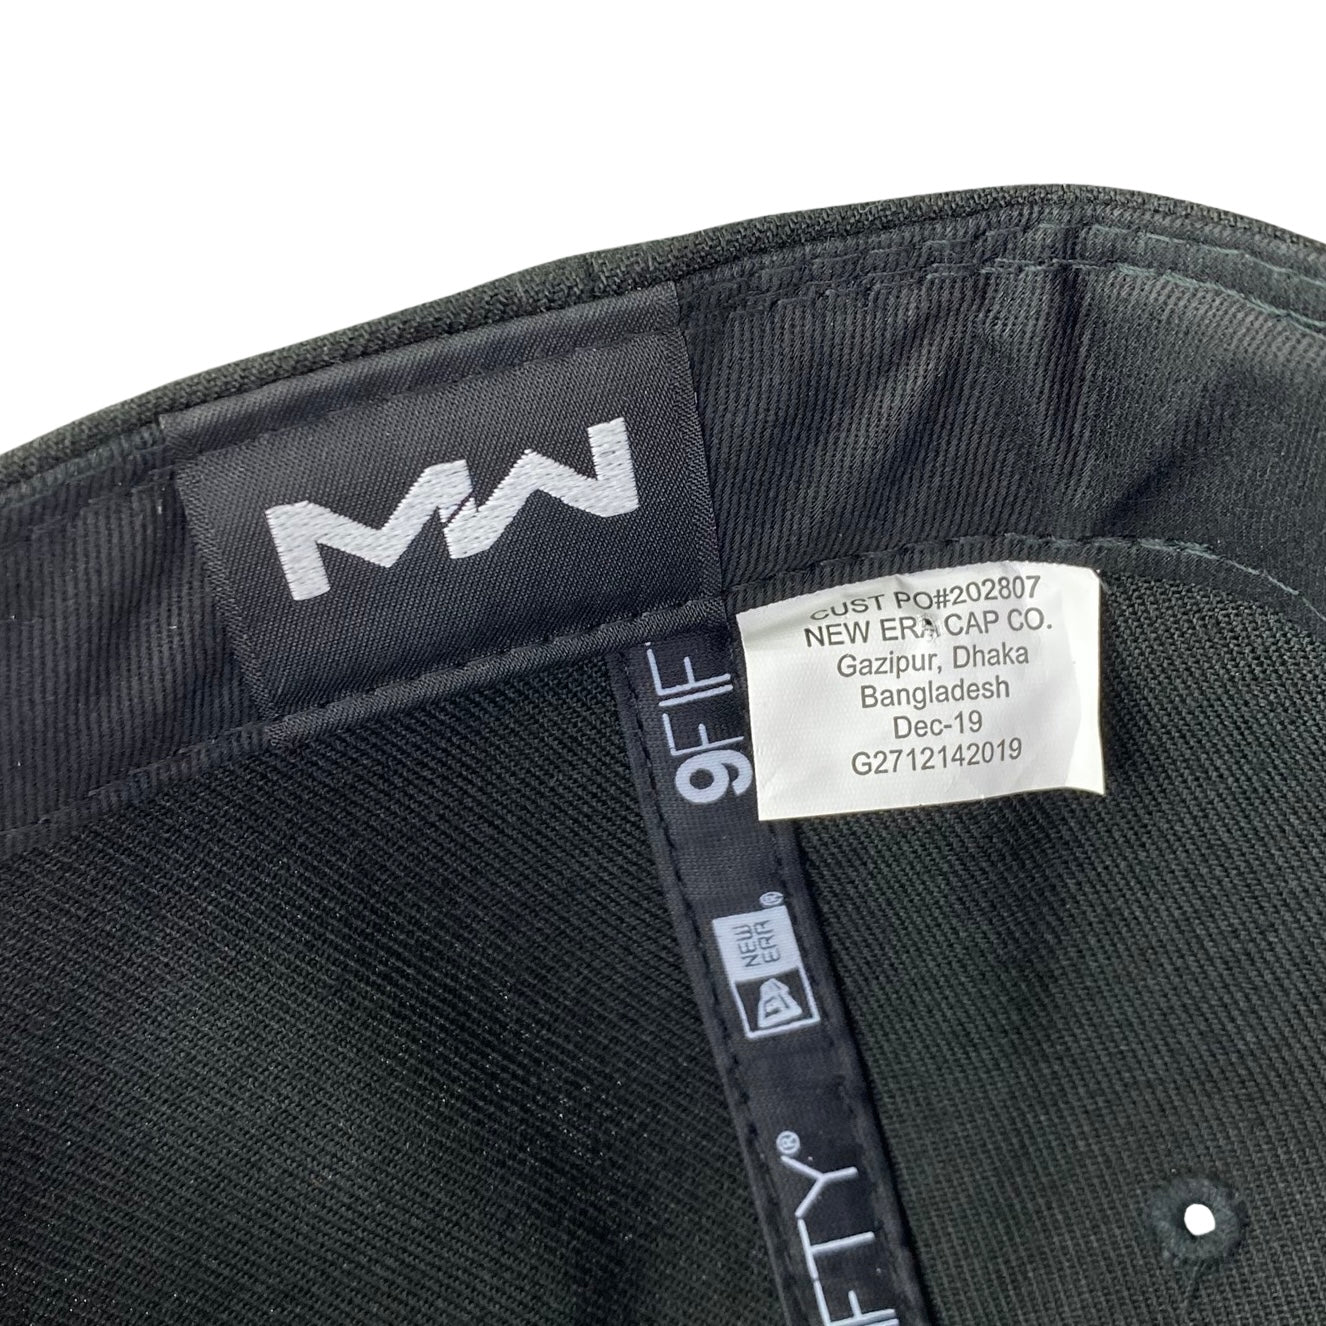 MW
CUST PO#202807
NEW ERA CAP CO.
Gazipur, Dhaka
Bangladesh
Dec-19
G2712142019
9FIF
NEW
ERA®
FTY®